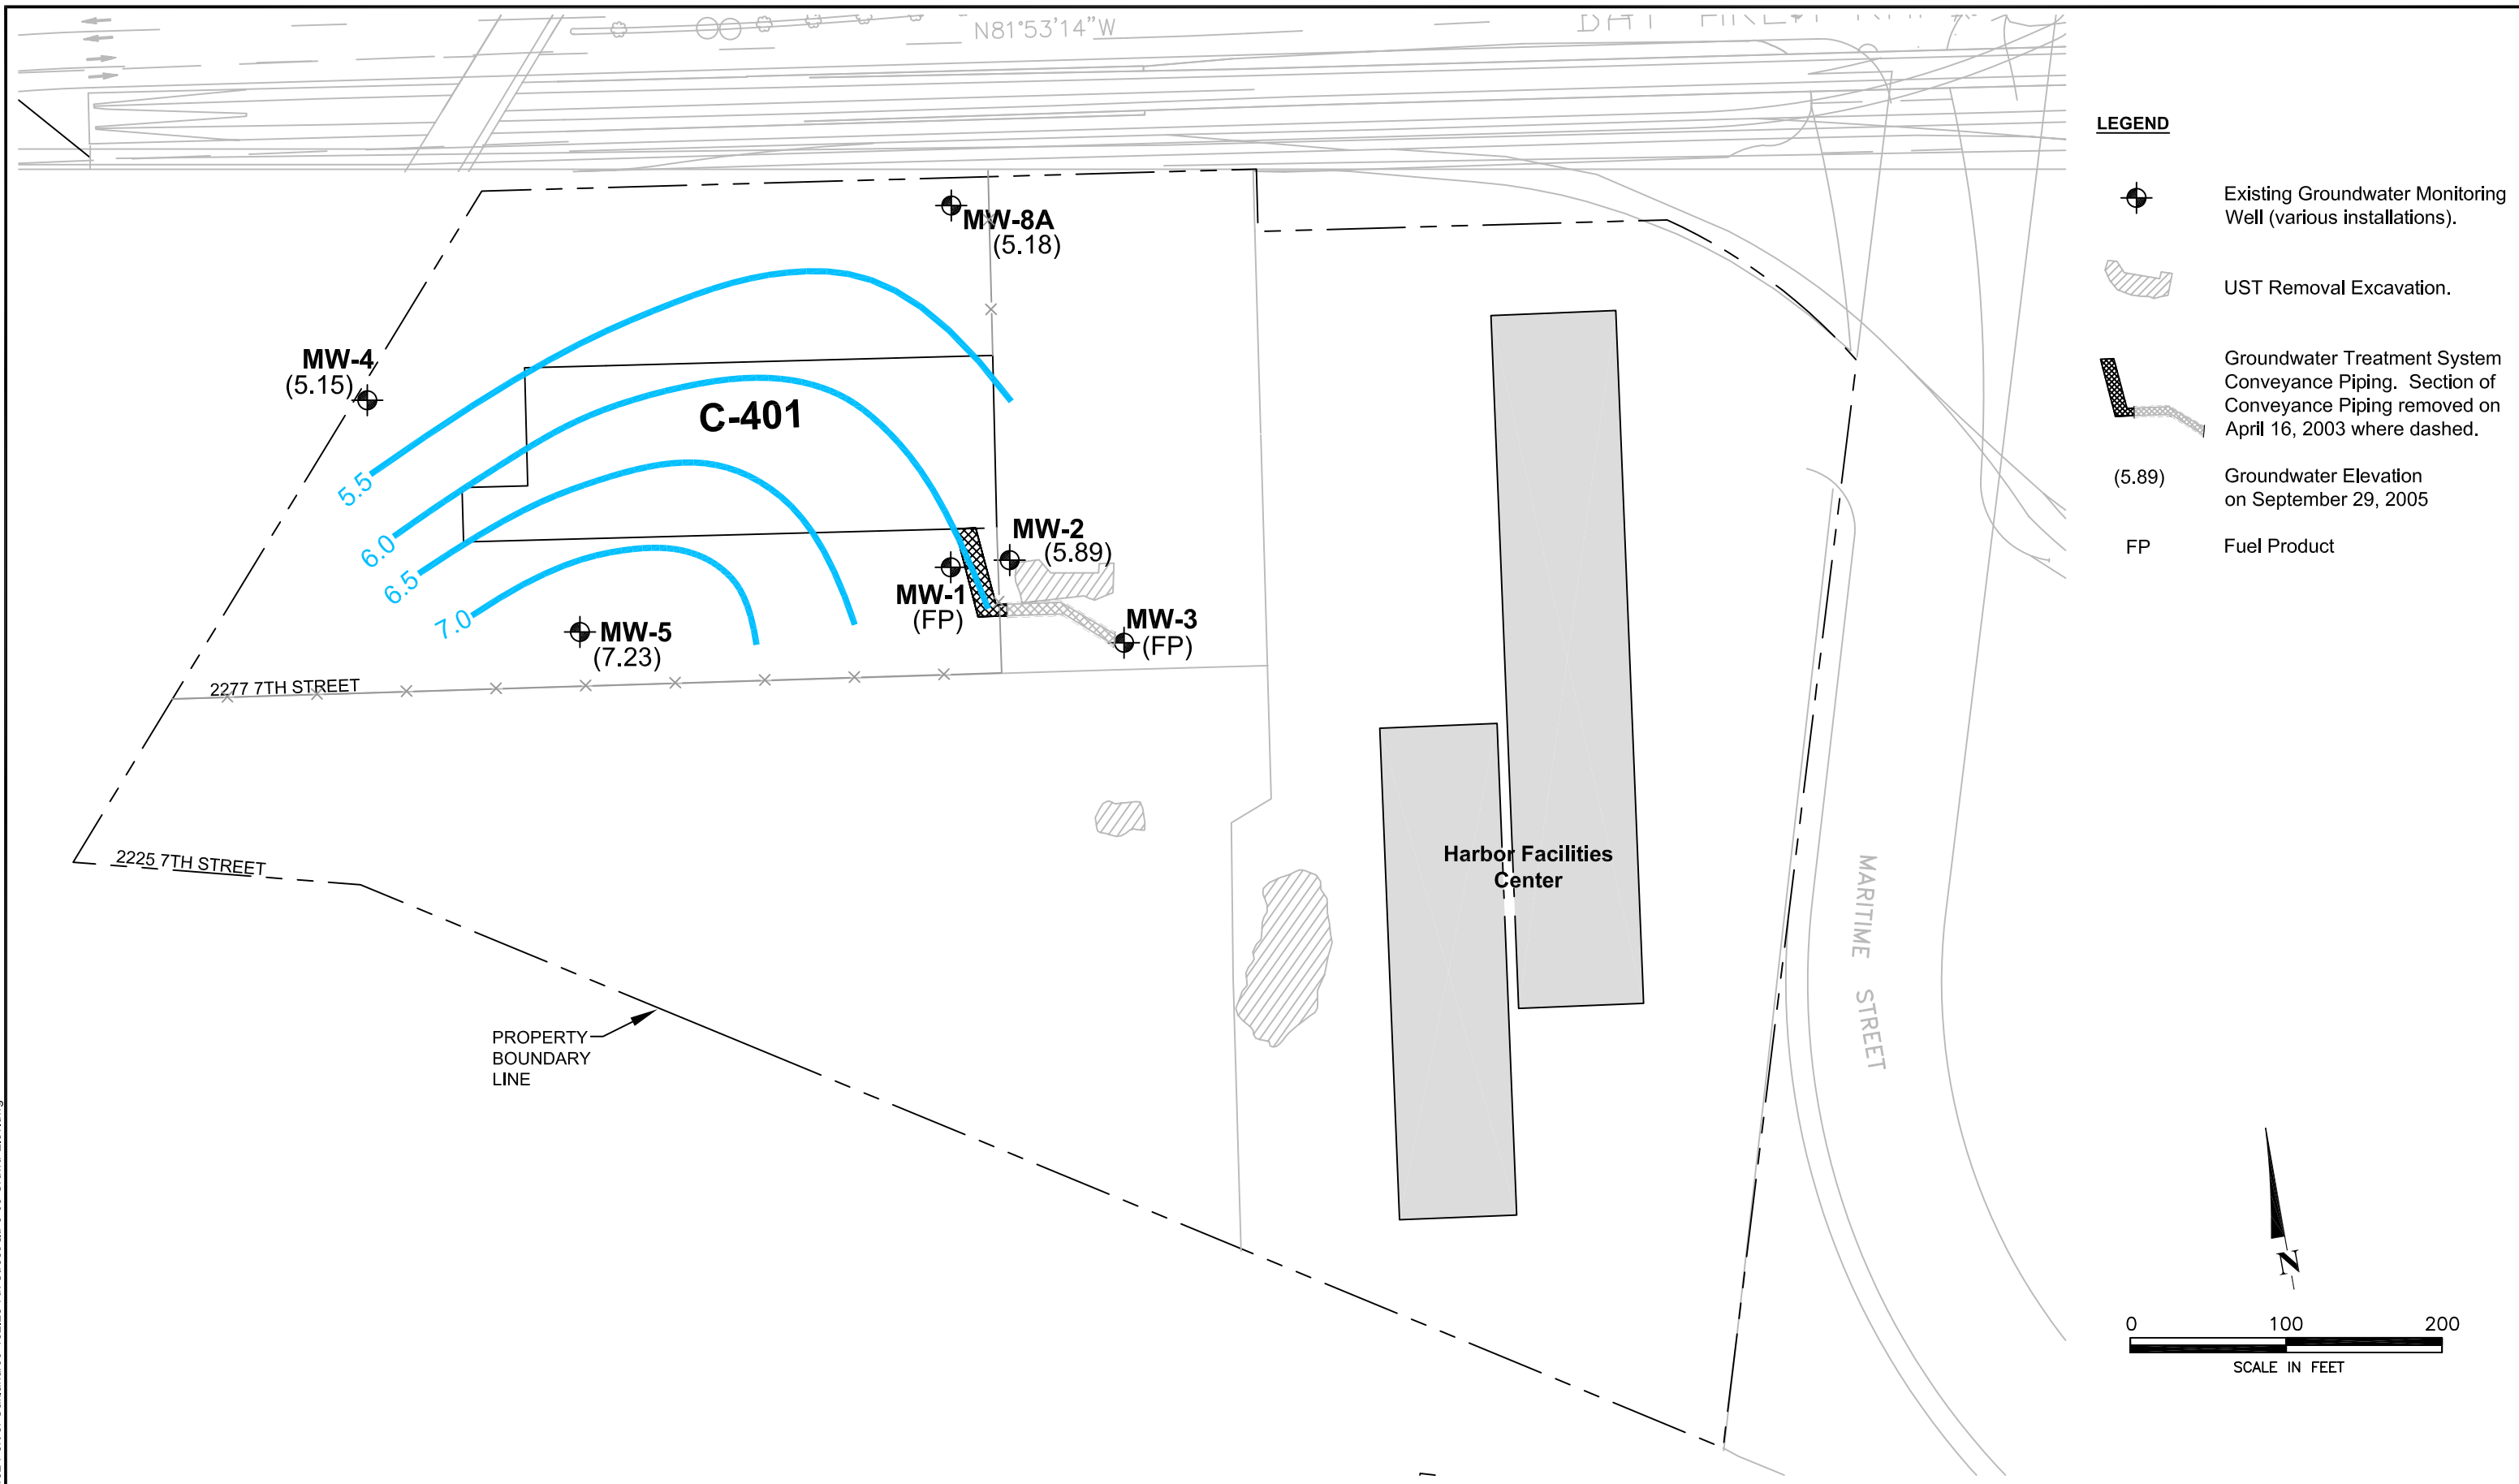 N81°53'14"W
LEGEND
Existing Groundwater Monitoring
Well (various installations).
UST Removal Excavation.
Groundwater Treatment System
Conveyance Piping. Section of
Conveyance Piping removed on
April 16, 2003 where dashed.
(5.89)
Groundwater Elevation
on September 29, 2005
FP
Fuel Product
MW-8A
(5.18)
MW-4
(5.15)
C-401
5.5
6.0
6.5
7.0
MW-2
(5.89)
MW-1
(FP)
MW-3
(FP)
MW-5
(7.23)
2277 7TH STREET
2225 7TH STREET
Harbor Facilities
Center
MARITIME STREET
PROPERTY
BOUNDARY
LINE
N
0 100 200
SCALE IN FEET